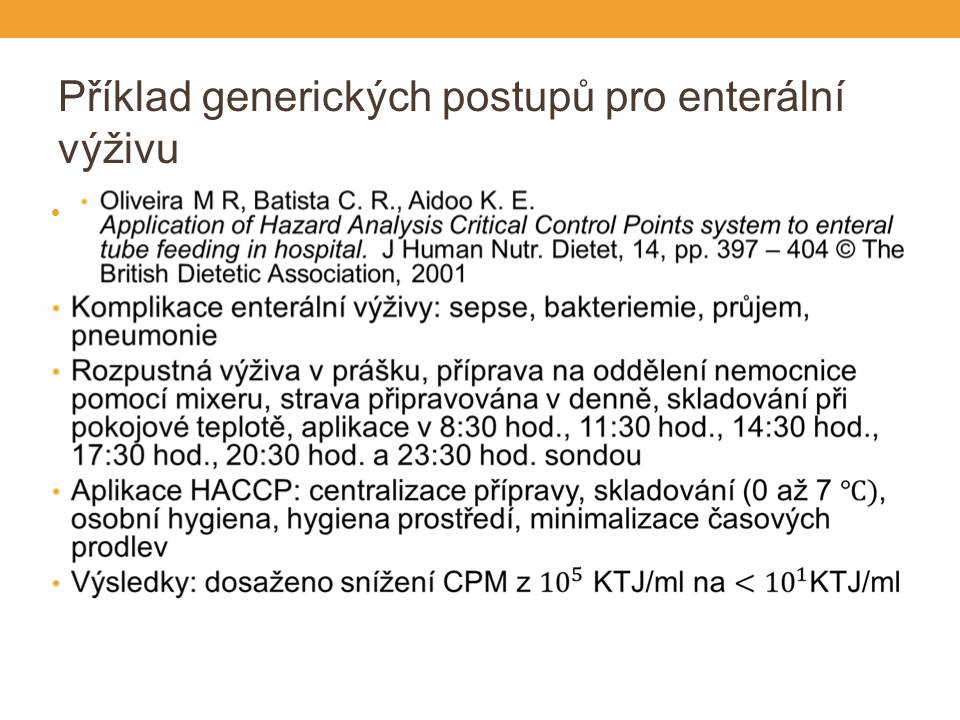 Příklad generických postupů pro enterální
výživu
• • Oliveira M R, Batista C. R., Aidoo K. E.
Application of Hazard Analysis Critical Control Points system to enteral
tube feeding in hospital. J Human Nutr. Dietet, 14, pp. 397 – 404 © The
British Dietetic Association, 2001
• Komplikace enterální výživy: sepse, bakteriemie, průjem,
pneumonie
• Rozpustná výživa v prášku, příprava na oddělení nemocnice
pomocí mixeru, strava připravována v denně, skladování při
pokojové teplotě, aplikace v 8:30 hod., 11:30 hod., 14:30 hod.,
17:30 hod., 20:30 hod. a 23:30 hod. sondou
• Aplikace HACCP: centralizace přípravy, skladování (0 až 7 ℃),
osobní hygiena, hygiena prostředí, minimalizace časových
prodlev
• Výsledky: dosaženo snížení CPM z 10⁵ KTJ/ml na < 10¹KTJ/ml